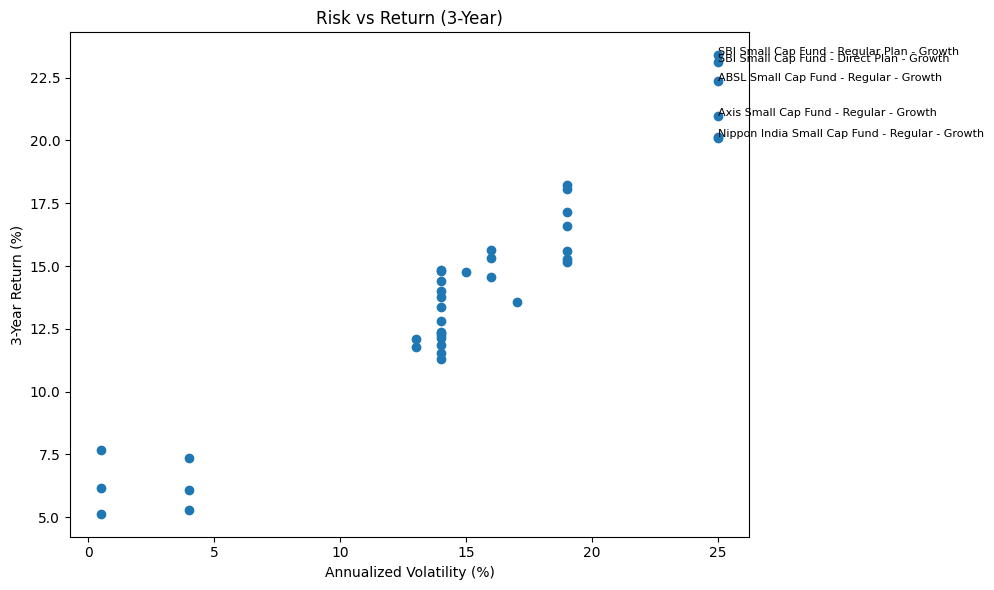 Risk vs Return (3-Year)
SBI Small Cap Fund - Regular Plan - Growth
SBI Small Cap Fund - Direct Plan - Growth
ABSL Small Cap Fund - Regular - Growth
Axis Small Cap Fund - Regular - Growth
Nippon India Small Cap Fund - Regular - Growth
3-Year Return (%)
22.5
20.0
17.5
15.0
12.5
10.0
7.5
5.0
0 5 10 15 20 25
Annualized Volatility (%)